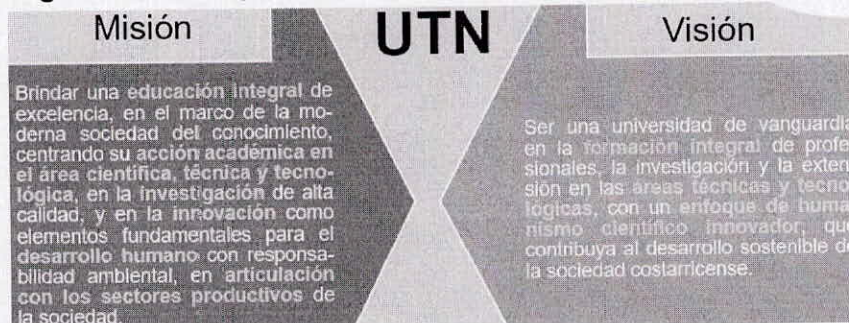 Misión
UTN
Visión
Brindar una educación integral de
excelencia, en el marco de la mo-
derna sociedad del conocimiento,
centrando su acción académica en
el área científica, técnica y tecno-
lógica, en la investigación de alta
calidad, y en la innovación como
elementos fundamentales para el
desarrollo humano con responsa-
bilidad ambiental, en articulación
con los sectores productivos de
la sociedad.
Ser una universidad de vanguardia
en la formación integral de profe
sionales, la investigación y la exten
sión en las áreas técnicas y tecno
lógicas, con un enfoque de huma
nismo científico innovador, que
contribuya al desarrollo sostenible de
la sociedad costarricense.